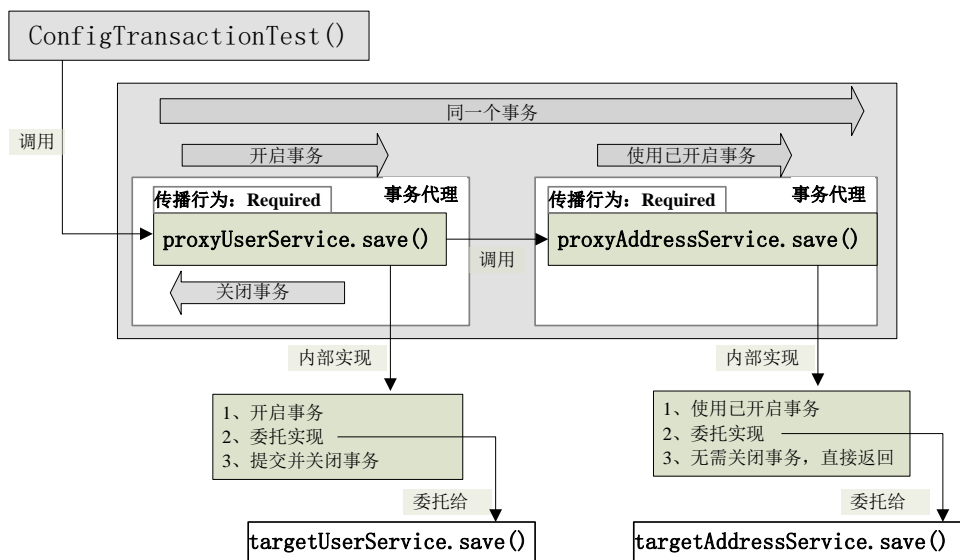 ConfigTransactionTest()
同一个事务
调用
开启事务
使用已开启事务
传播行为：Required
事务代理
传播行为：Required
事务代理
proxyUserService.save()
proxyAddressService.save()
调用
关闭事务
内部实现
内部实现
1、开启事务
2、委托实现
3、提交并关闭事务
1、使用已开启事务
2、委托实现
3、无需关闭事务，直接返回
委托给
委托给
targetUserService.save()
targetAddressService.save()